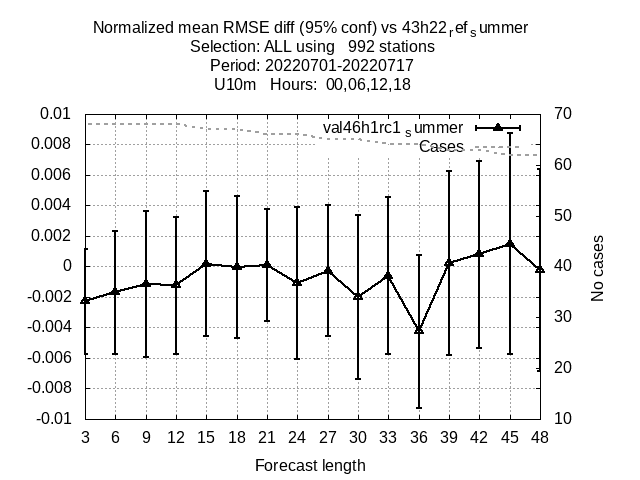 Normalized mean RMSE diff (95% conf) vs 43h22refsummer
Selection: ALL using 992 stations
Period: 20220701-20220717
U10m Hours: 00,06,12,18
0.01
0.008
0.006
0.004
0.002
0
-0.002
-0.004
-0.006
-0.008
-0.01
val46h1rc1summer
Cases
70
60
50
40
30
20
10
No cases
3 6 9 12 15 18 21 24 27 30 33 36 39 42 45 48
Forecast length